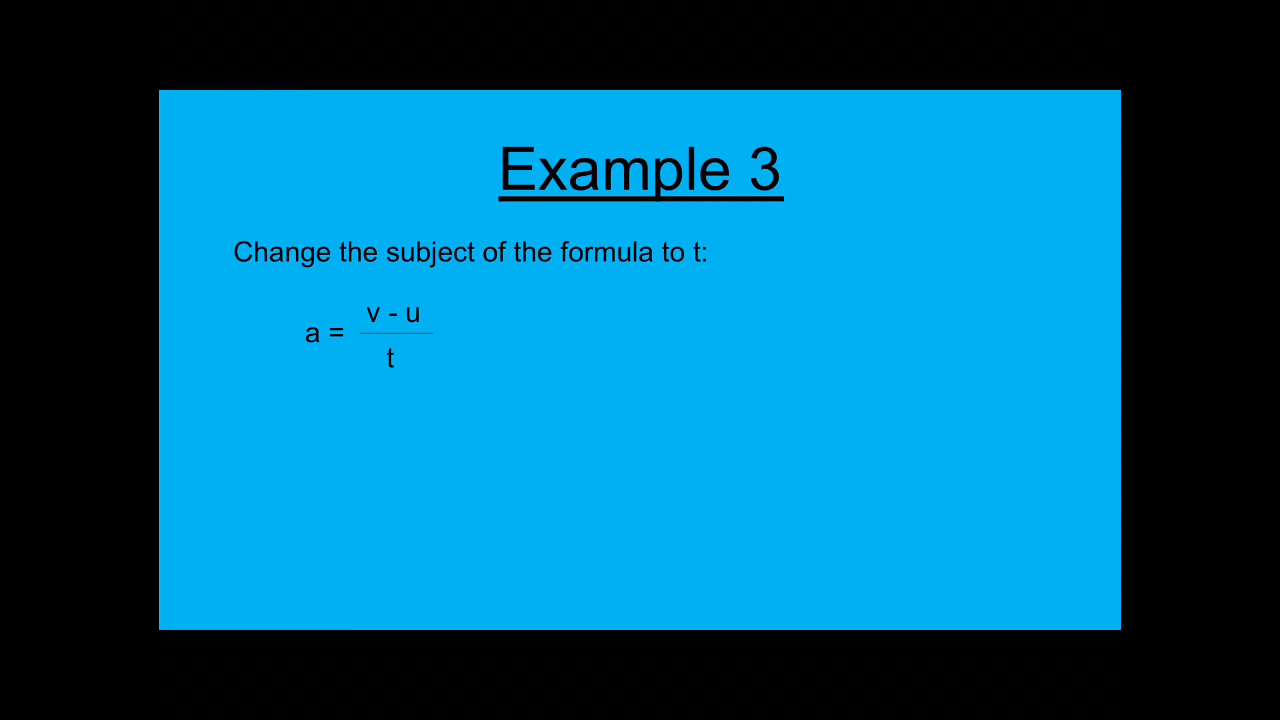 Example 3
Change the subject of the formula to t:
v - u
a =
t